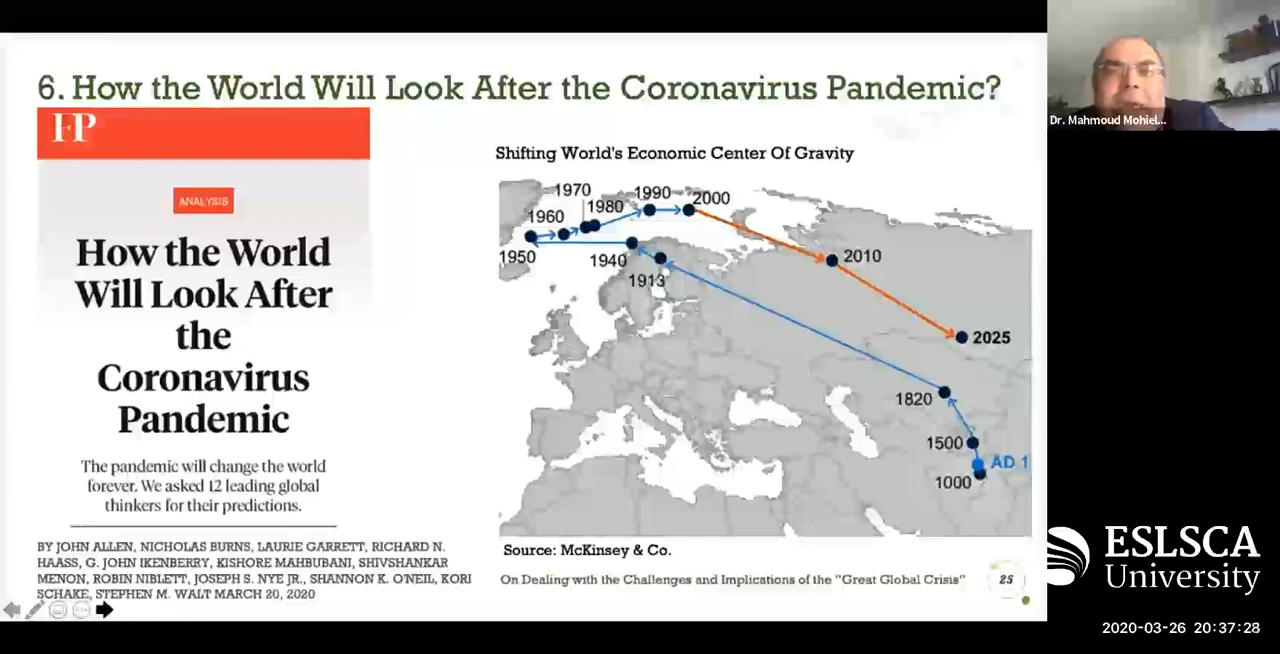 6. How the World Will Look After the Coronavirus Pandemic?
FP
ANALYSIS
How the World
Will Look After
the
Coronavirus
Pandemic
The pandemic will change the world
forever. We asked 12 leading global
thinkers for their predictions.
BY JOHN ALLEN, NICHOLAS BURNS, LAURIE GARRETT, RICHARD N.
HAASS, G. JOHN IKENBERRY, KISHORE MAHBUBANI, SHIVSHANKAR
MENON, ROBIN NIBLETT, JOSEPH S. NYE JR., SHANNON K. O'NEIL, KORI
SCHAKE, STEPHEN M. WALT MARCH 20, 2020
Shifting World's Economic Center Of Gravity
1970
1990
2000
1960
1980
1950
1940
1913
2010
2025
1820
1500
AD 1
1000
Source: McKinsey & Co.
On Dealing with the Challenges and Implications of the "Great Global Crisis"
25
Dr. Mahmoud Mohiel...
ESLSCA
University
2020-03-26 20:37:28